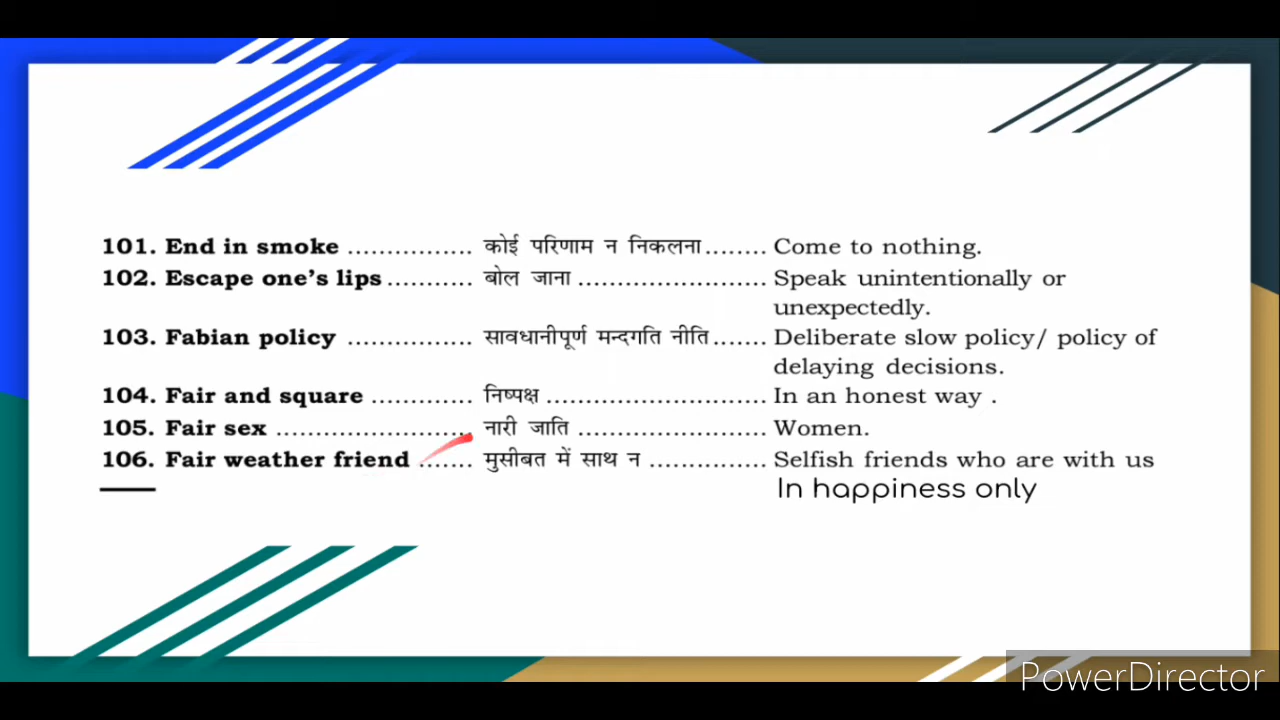 101. End in smoke ................ कोई परिणाम न निकलना........ Come to nothing.
102. Escape one's lips........... बोल जाना ........................ Speak unintentionally or
unexpectedly.
103. Fabian policy ................ सावधानीपूर्ण मन्दगति नीति....... Deliberate slow policy/ policy of
delaying decisions.
104. Fair and square ............. निष्पक्ष ............................ In an honest way .
105. Fair sex ......................... नारी जाति ........................ Women.
106. Fair weather friend ....... मुसीबत में साथ न ............... Selfish friends who are with us
In happiness only
PowerDirector